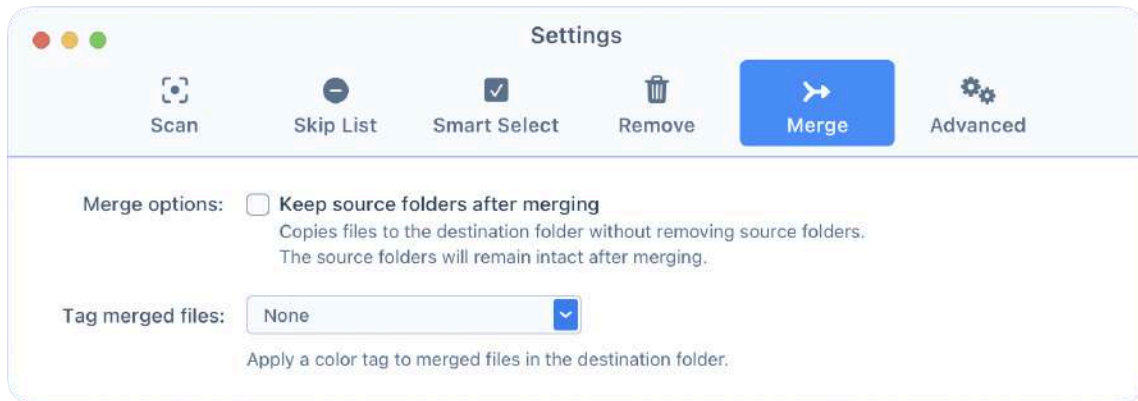 Settings
Scan
Skip List
Smart Select
Remove
Merge
Advanced
Merge options:
Keep source folders after merging
Copies files to the destination folder without removing source folders.
The source folders will remain intact after merging.
Tag merged files:
None
Apply a color tag to merged files in the destination folder.